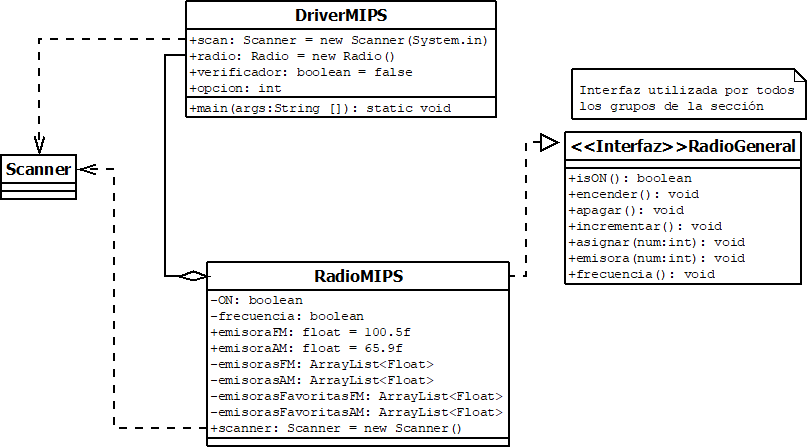 DriverMIPS
+scan: Scanner = new Scanner(System.in)
+radio: Radio = new Radio()
+verificador: boolean = false
+opcion: int
+main(args:String []): static void
Interfaz utilizada por todos
los grupos de la sección
<<Interfaz>>RadioGeneral
+isON(): boolean
+encender(): void
+apagar(): void
+incrementar(): void
+asignar(num:int): void
+emisora(num:int): void
+frecuencia(): void
Scanner
RadioMIPS
-ON: boolean
-frecuencia: boolean
+emisoraFM: float = 100.5f
+emisoraAM: float = 65.9f
-emisorasFM: ArrayList<Float>
-emisorasAM: ArrayList<Float>
-emisorasFavoritasFM: ArrayList<Float>
-emisorasFavoritasAM: ArrayList<Float>
+scanner: Scanner = new Scanner()